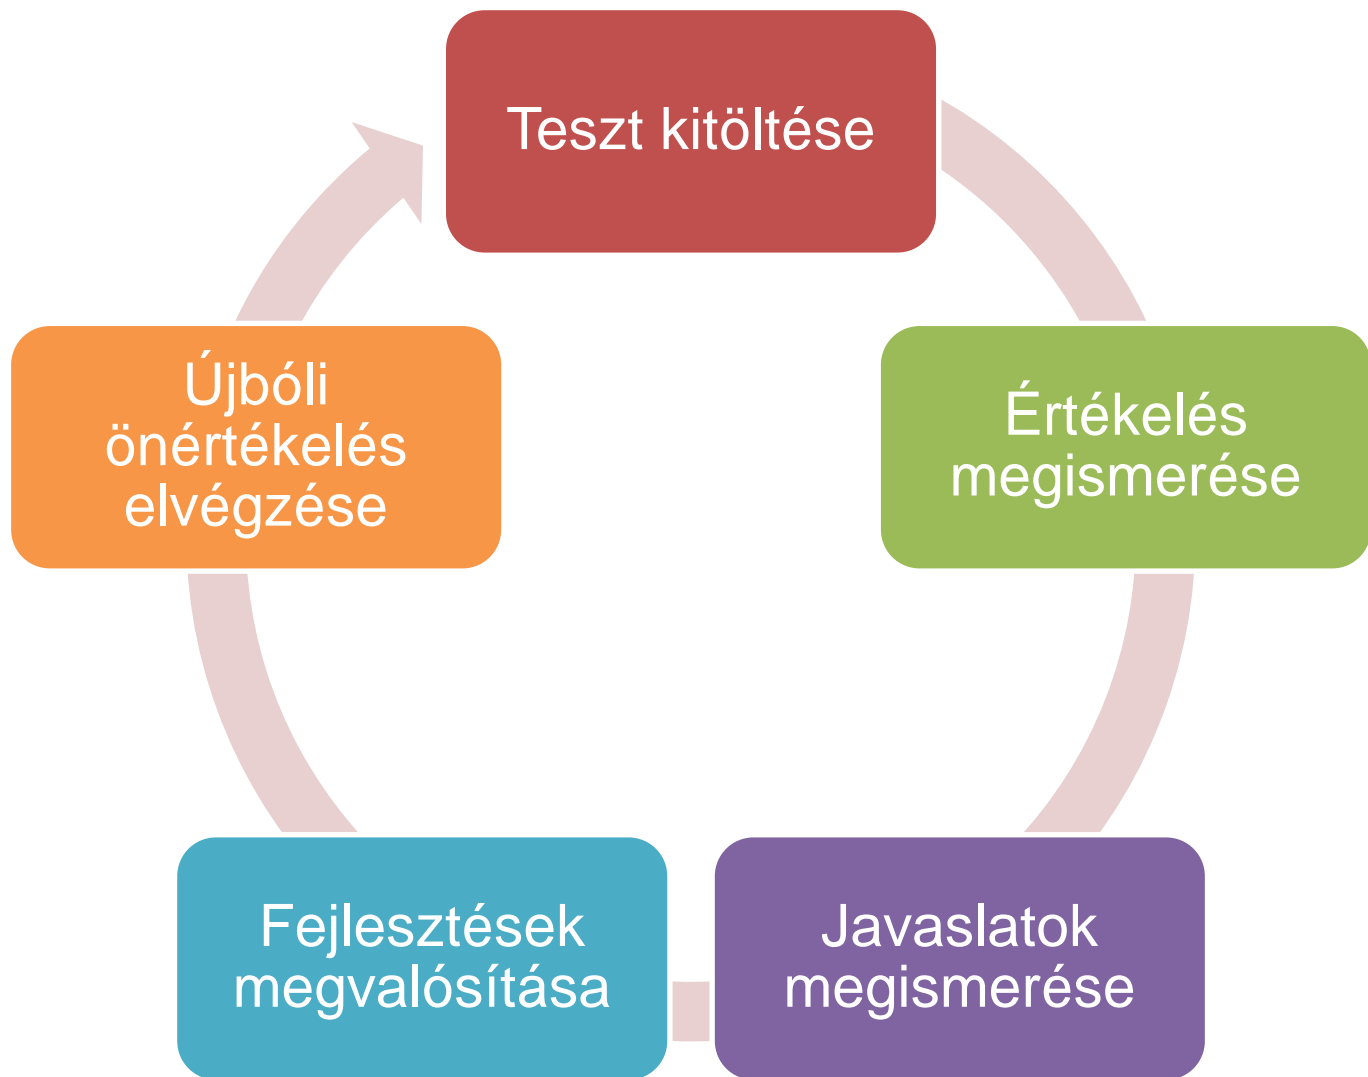 Teszt kitöltése
Értékelés
megismerése
Javaslatok
megismerése
Fejlesztések
megvalósítása
Újbóli
önértékelés
elvégzése